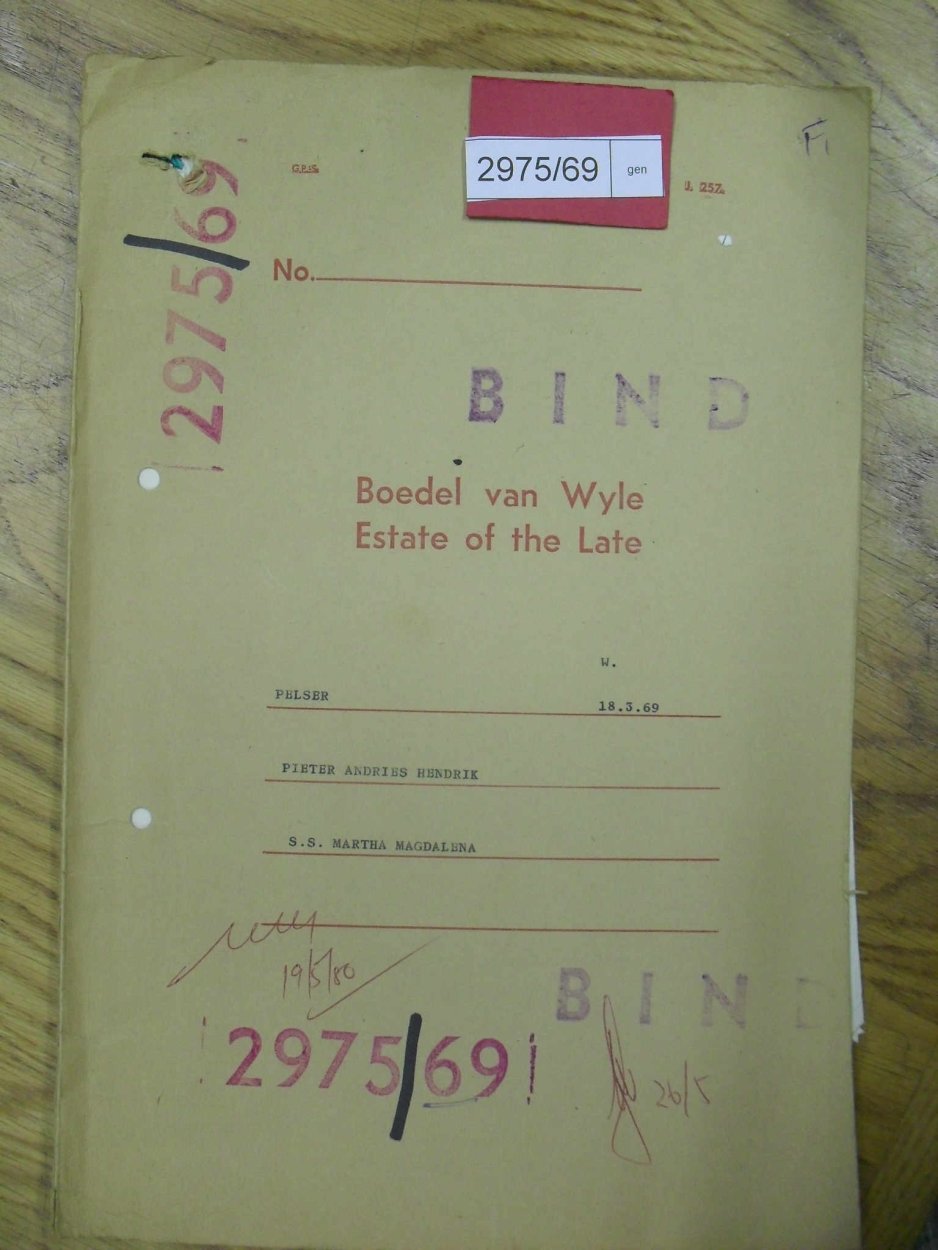 2975/69 gen
G.P.-S.
J. 257.
2975/69
No.
BIND
Boedel van Wyle
Estate of the Late
W.
PELSER 18.3.69
PIETER ANDRIES HENDRIK
S.S. MARTHA MAGDALENA
19/5/80
BIND
2975/69
26/5